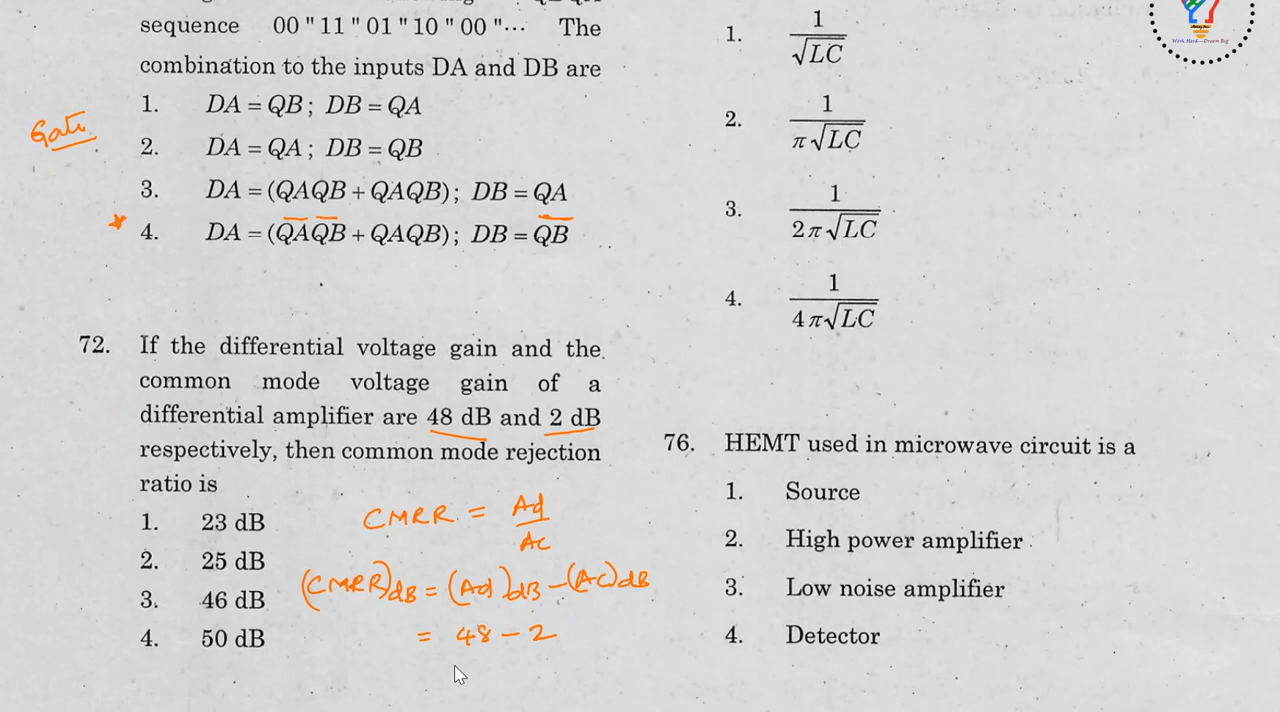 sequence 00 " 11 " 01 " 10 " 00 "... The
combination to the inputs DA and DB are
1. DA = QB ; DB = QA
2. DA = QA ; DB = QB
3. DA = (QAQB + QAQB) ; DB = QA
4. DA = (Q̅A̅Q̅B̅ + QAQB) ; DB = Q̅B̅
Gate
72. If the differential voltage gain and the
common mode voltage gain of a
differential amplifier are 48 dB and 2 dB
respectively, then common mode rejection
ratio is
1. 23 dB
2. 25 dB
3. 46 dB
4. 50 dB
CMRR = Ad/Ac
(CMRR)dB = (Ad)dB - (AC)dB
= 48 - 2
1. 1/√LC
2. 1/π√LC
3. 1/2π√LC
4. 1/4π√LC
76. HEMT used in microwave circuit is a
1. Source
2. High power amplifier
3. Low noise amplifier
4. Detector
Work Hard---Dream Big